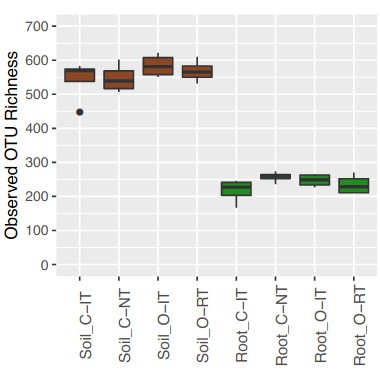 Observed OTU Richness
700
600
500
400
300
200
100
0
Soil_C−IT
Soil_C−NT
Soil_O−IT
Soil_O−RT
Root_C−IT
Root_C−NT
Root_O−IT
Root_O−RT